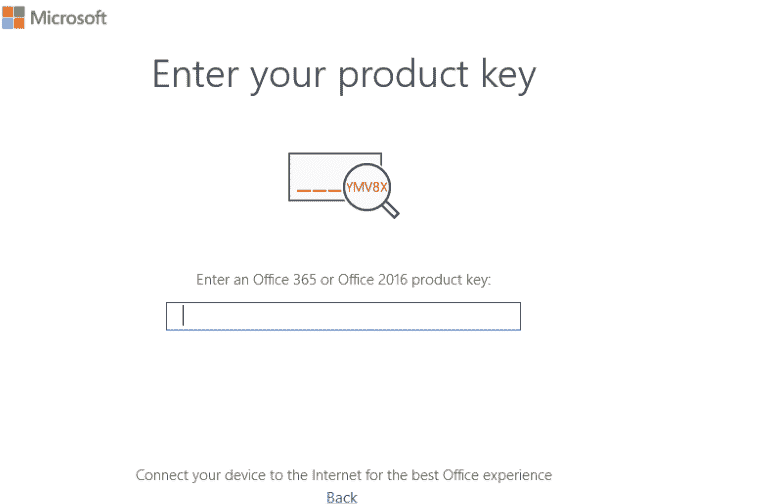 Microsoft
Enter your product key
YMV8X
Enter an Office 365 or Office 2016 product key:
Connect your device to the Internet for the best Office experience
Back